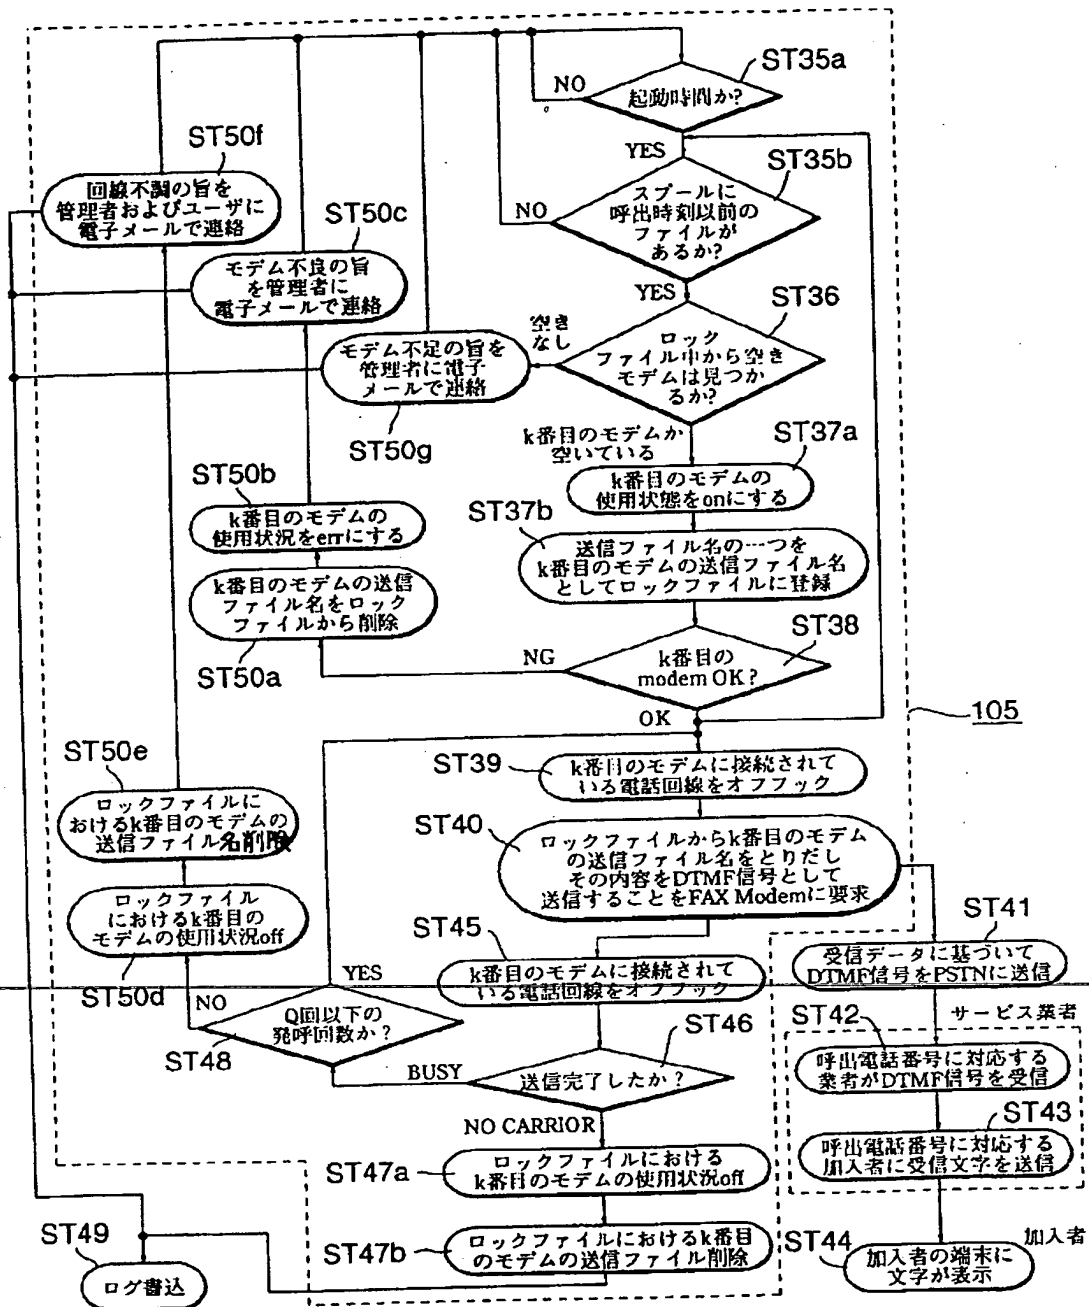 ST35a
NO
起動時間か?
ST50f
YES
ST35b
回線不調の旨を
管理者およびユーザに
電子メールで連絡
ST50c
NO
スプールに
呼出時刻以前の
ファイルが
あるか?
モデム不良の旨
を管理者に
電子メールで連絡
YES
ST36
空き
なし
モデム不足の旨を
管理者に電子
メールで連絡
ロック
ファイル中から空き
モデムは見つか
るか?
ST50g
k番目のモデムか
空いている
ST37a
ST50b
k番目のモデムの
使用状態をonにする
k番目のモデムの
使用状況をerrにする
ST37b
送信ファイル名の一つを
k番目のモデムの送信ファイル名
としてロックファイルに登録
k番目のモデムの送信
ファイル名をロック
ファイルから削除
ST38
ST50a
NG
k番目の
modem OK?
OK
105
ST50e
ST39
k番目のモデムに接続されて
いる電話回線をオフフック
ロックファイルに
おけるk番目のモデムの
送信ファイル名削除
ST40
ロックファイルからk番目のモデム
の送信ファイル名をとりだし
その内容をDTMF信号として
送信することをFAX Modemに要求
ロックファイル
におけるk番目の
モデムの使用状況off
ST41
ST45
受信データに基づいて
DTMF信号をPSTNに送信
ST50d
YES
k番目のモデムに接続されて
いる電話回線をオフフック
NO
Q回以下の
発呼回数か?
ST48
ST46
ST42
サービス業者
BUSY
送信完了したか?
呼出電話番号に対応する
業者がDTMF信号を受信
NO CARRIER
ST43
ST47a
ロックファイルにおける
k番目のモデムの使用状況off
呼出電話番号に対応する
加入者に受信文字を送信
ST49
ST47b
ロックファイルにおけるk番目
のモデムの送信ファイル削除
ST44
加入者
ログ書込
加入者の端末に
文字が表示